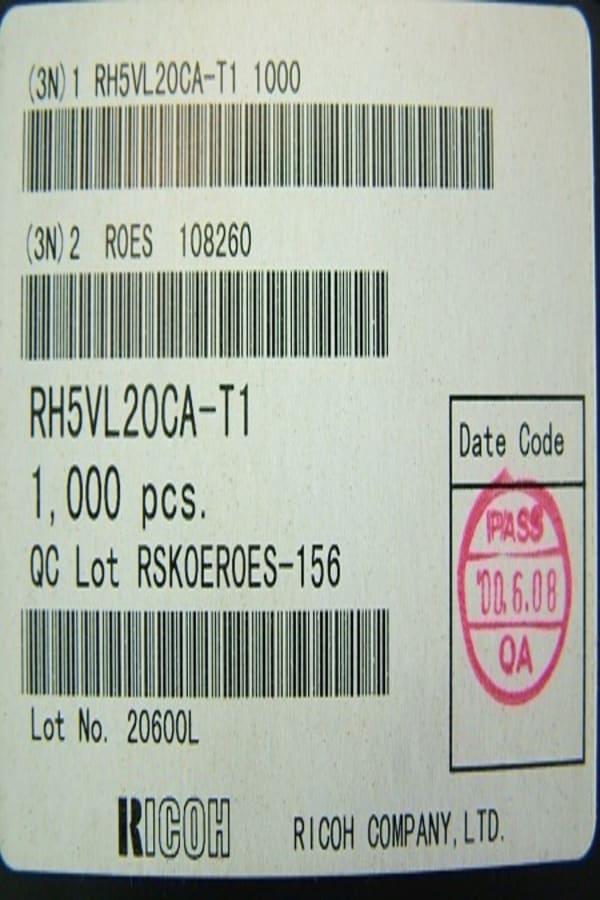 (3N)1 RH5VL20CA-T1 1000
(3N)2 ROES 108260
RH5VL20CA-T1
1,000 pcs.
QC Lot RSKOEROES-156
Lot No. 20600L
Date Code
PASS
'00.6.08
QA
RICOH RICOH COMPANY,LTD.